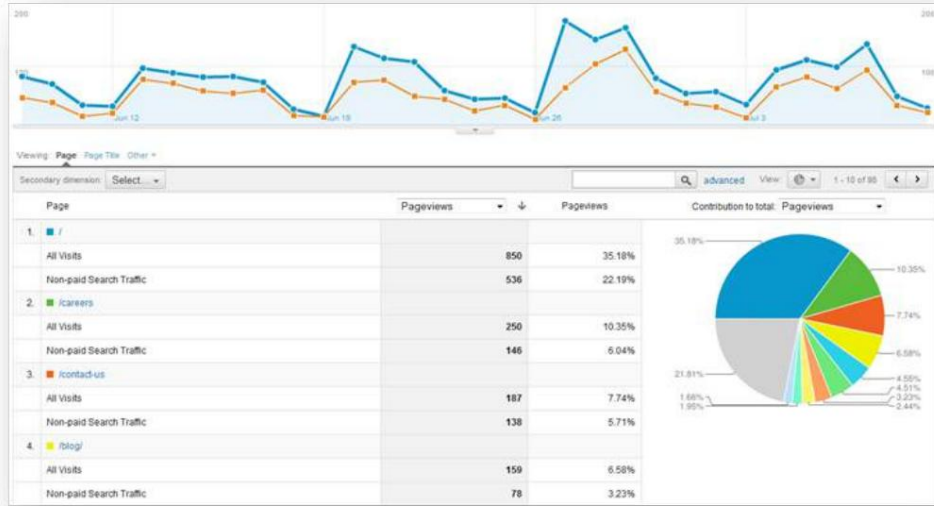 200
200
100
100
Jun 12
Jun 19
Jun 26
Jul 3
Viewing: Page Page Title Other
Secondary dimension: Select... advanced View: 1 - 10 of 95
Page Pageviews Pageviews Contribution to total: Pageviews
1. /
All Visits 850 35.18%
Non-paid Search Traffic 536 22.19%
2. /careers
All Visits 250 10.35%
Non-paid Search Traffic 146 6.04%
3. /contact-us
All Visits 187 7.74%
Non-paid Search Traffic 138 5.71%
4. /blog/
All Visits 159 6.58%
Non-paid Search Traffic 78 3.23%
35.18%
10.35%
7.74%
6.58%
4.55%
4.51%
3.23%
2.44%
21.81%
1.66%
1.95%